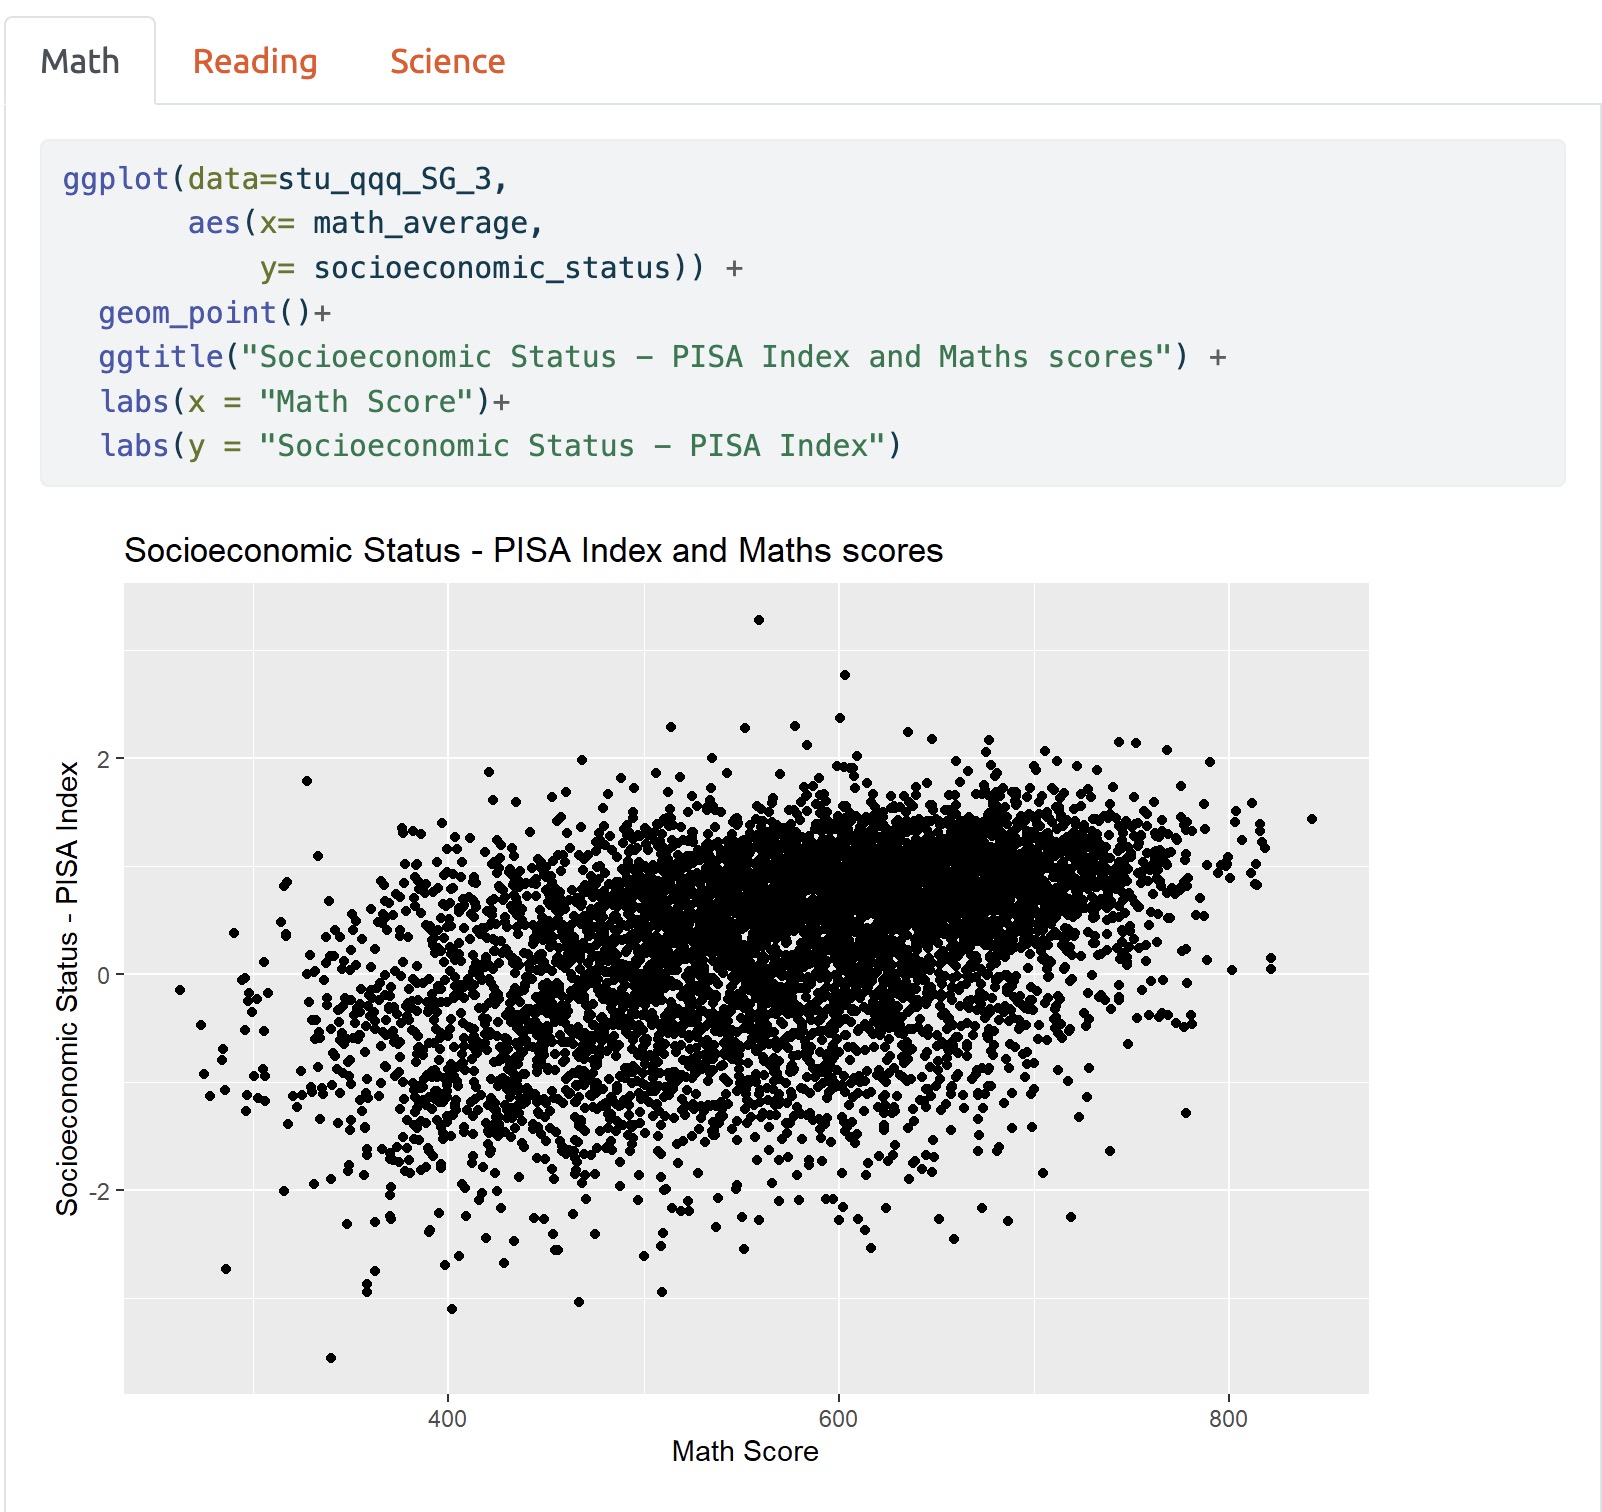 Math Reading Science
ggplot(data=stu_qqq_SG_3,
aes(x= math_average,
y= socioeconomic_status)) +
geom_point()+
ggtitle("Socioeconomic Status – PISA Index and Maths scores") +
labs(x = "Math Score")+
labs(y = "Socioeconomic Status – PISA Index")
Socioeconomic Status - PISA Index and Maths scores
Socioeconomic Status - PISA Index
2
0
-2
400 600 800
Math Score